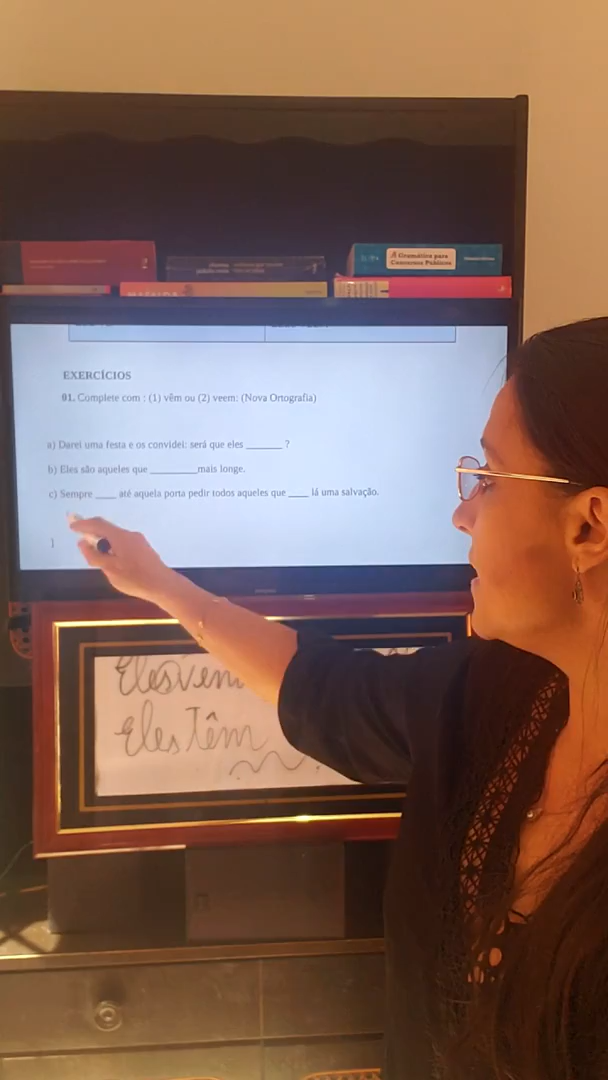 A Gramática para
Concursos Públicos
EXERCÍCIOS
01. Complete com : (1) vêm ou (2) veem: (Nova Ortografia)
a) Darei uma festa e os convidei: será que eles _______ ?
b) Eles são aqueles que _________mais longe.
c) Sempre ____ até aquela porta pedir todos aqueles que ____ lá uma salvação.
Eles vem
Eles Têm